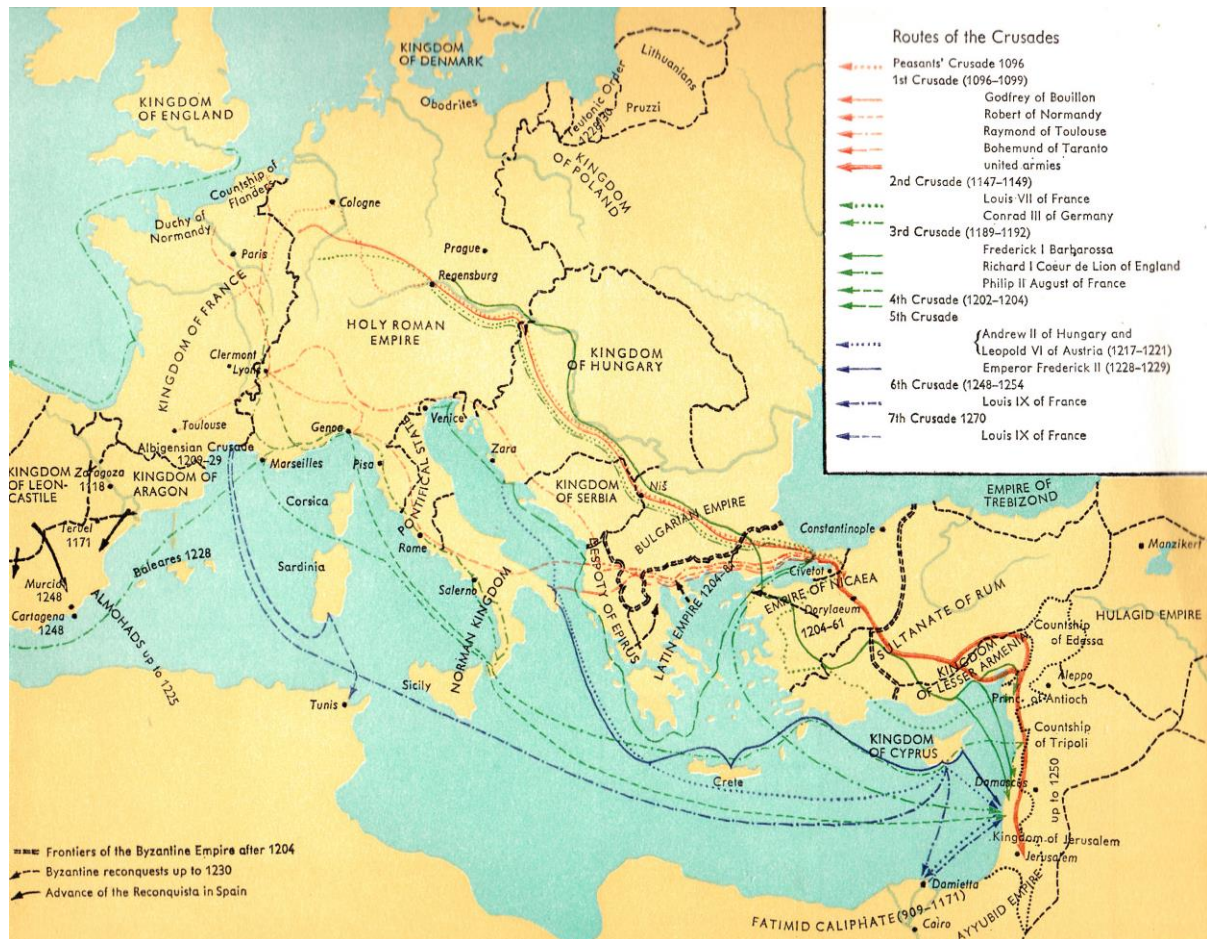 Routes of the Crusades
Peasants' Crusade 1096
1st Crusade (1096–1099)
Godfrey of Bouillon
Robert of Normandy
Raymond of Toulouse
Bohemund of Taranto
united armies
2nd Crusade (1147–1149)
Louis VII of France
Conrad III of Germany
3rd Crusade (1189–1192)
Frederick I Barbarossa
Richard I Coeur de Lion of England
Philip II August of France
4th Crusade (1202–1204)
5th Crusade
Andrew II of Hungary and
Leopold VI of Austria (1217–1221)
Emperor Frederick II (1228–1229)
6th Crusade (1248–1254
Louis IX of France
7th Crusade 1270
Louis IX of France
KINGDOM
OF DENMARK
Lithuanians
KINGDOM
OF ENGLAND
Obodrites
Teutonic Order
Pruzzi
KINGDOM
OF POLAND
Countship of
Flanders
Cologne
Duchy of
Normandy
Paris
Prague
Regensburg
KINGDOM OF FRANCE
HOLY ROMAN
EMPIRE
KINGDOM
OF HUNGARY
Clermont
Lyons
Toulouse
Genoa
Venice
Albigensian Crusade
1209–29
Marseilles
Pisa
Zara
KINGDOM
OF LEON-
CASTILE
Zaragoza
1118
KINGDOM OF
ARAGON
Corsica
PONTIFICAL STATE
KINGDOM
OF SERBIA
Niš
BULGARIAN EMPIRE
EMPIRE OF
TREBIZOND
Constantinople
Manzikert
Teruel
1171
Baleares 1228
Rome
Sardinia
Salerno
DESPOTY OF EPIRUS
Civetot
EMPIRE OF NICAEA
Dorylaeum
1204–61
Murcia
1248
Cartagena
1248
ALMOHADS up to 1225
NORMAN KINGDOM
LATIN EMPIRE
SULTANATE OF RUM
HULAGID EMPIRE
Countship
of Edessa
KINGDOM
OF LESSER ARMENIA
Aleppo
Princ. of Antioch
Sicily
Tunis
Countship
of Tripoli
KINGDOM
OF CYPRUS
Crete
Damascus
up to 1250
Kingdom of Jerusalem
Jerusalem
Damietta
FATIMID CALIPHATE (909–1171)
Cairo
AYYUBID EMPIRE
Frontiers of the Byzantine Empire after 1204
Byzantine reconquests up to 1230
Advance of the Reconquista in Spain